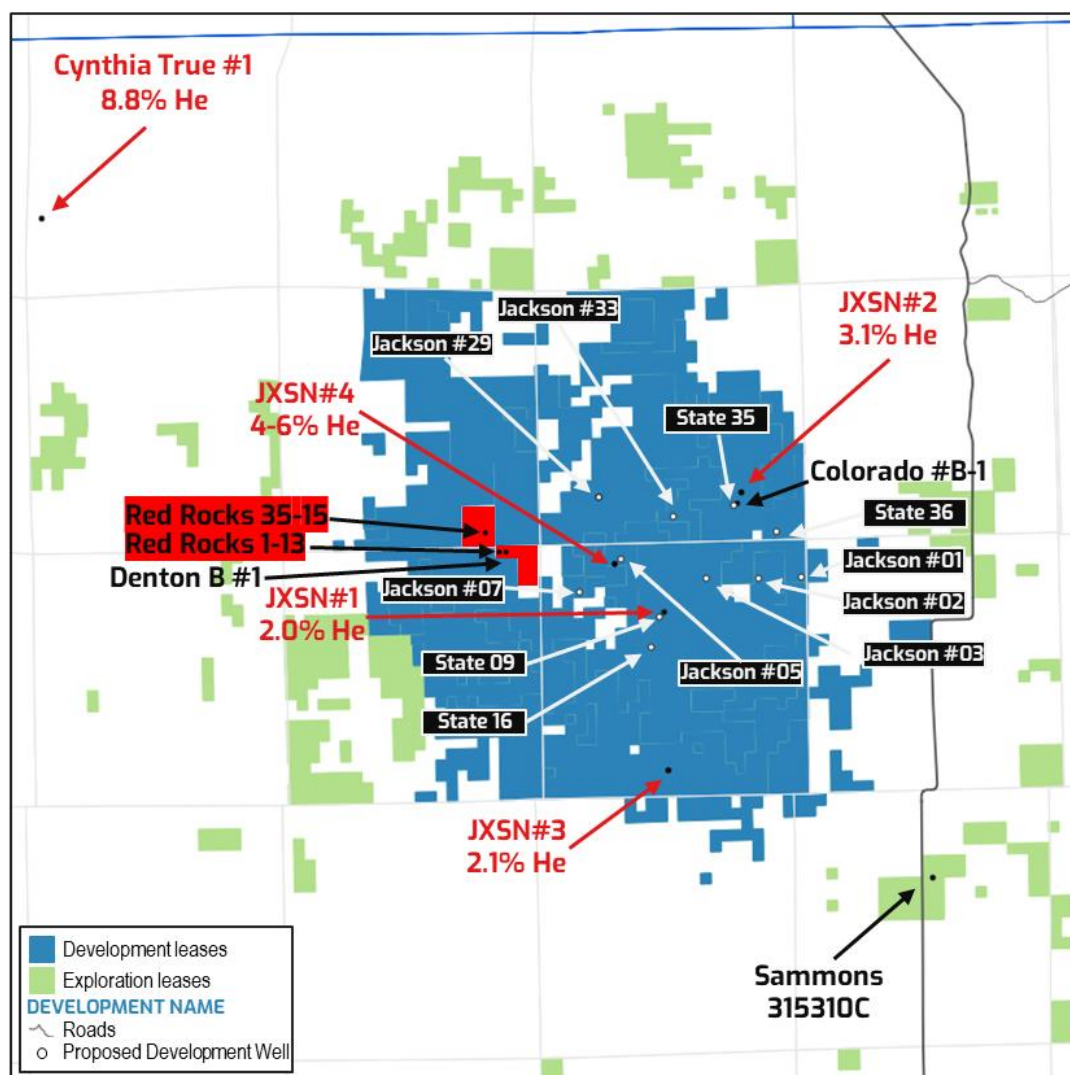 Cynthia True #1
8.8% He
Jackson #33
JXSN#2
3.1% He
Jackson #29
JXSN#4
4-6% He
State 35
Colorado #B-1
Red Rocks 35-15
State 36
Red Rocks 1-13
Denton B #1
Jackson #01
Jackson #07
JXSN#1
2.0% He
Jackson #02
Jackson #03
State 09
Jackson #05
State 16
JXSN#3
2.1% He
Sammons
315310C
Development leases
Exploration leases
DEVELOPMENT NAME
Roads
Proposed Development Well